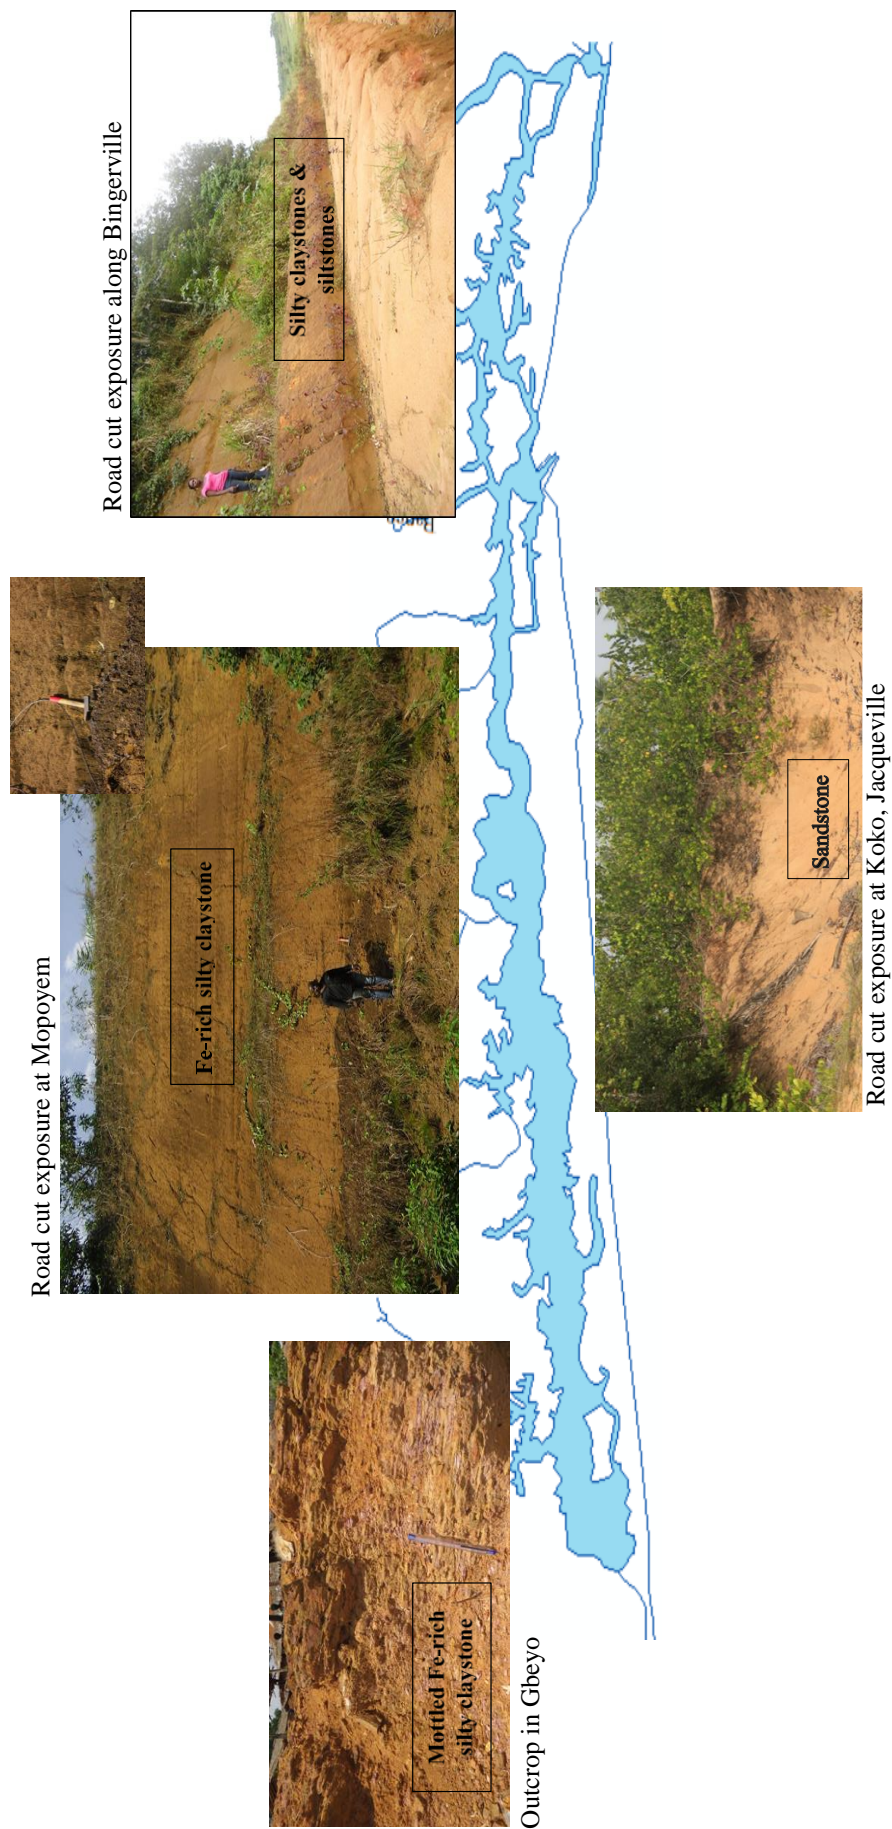 Road cut exposure along Bingerville
Silty claystones &
siltstones
Road cut exposure at Mopoyem
Fe-rich silty claystone
Sandstone
Road cut exposure at Koko, Jacqueville
Mottled Fe-rich
silty claystone
Outcrop in Gbeyo